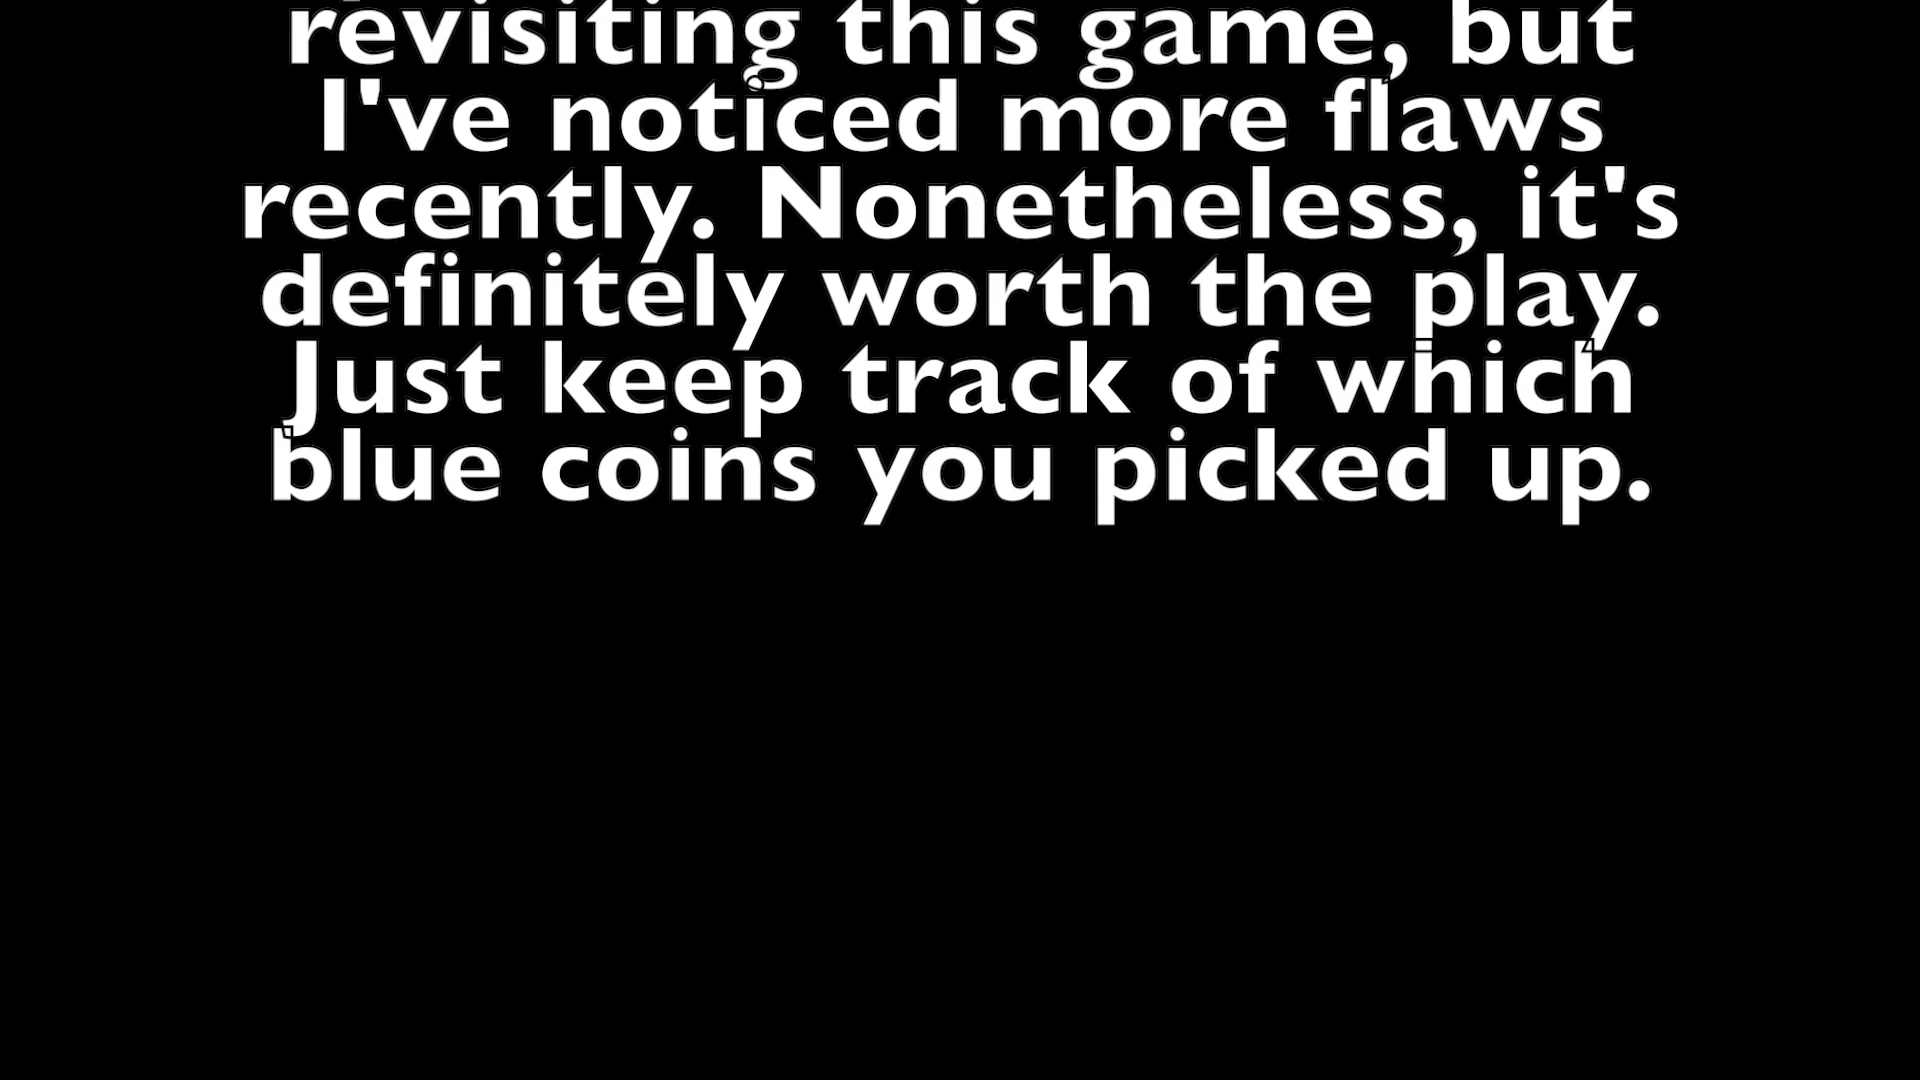 revisiting this game, but
I've noticed more flaws
recently. Nonetheless, it's
definitely worth the play.
Just keep track of which
blue coins you picked up.